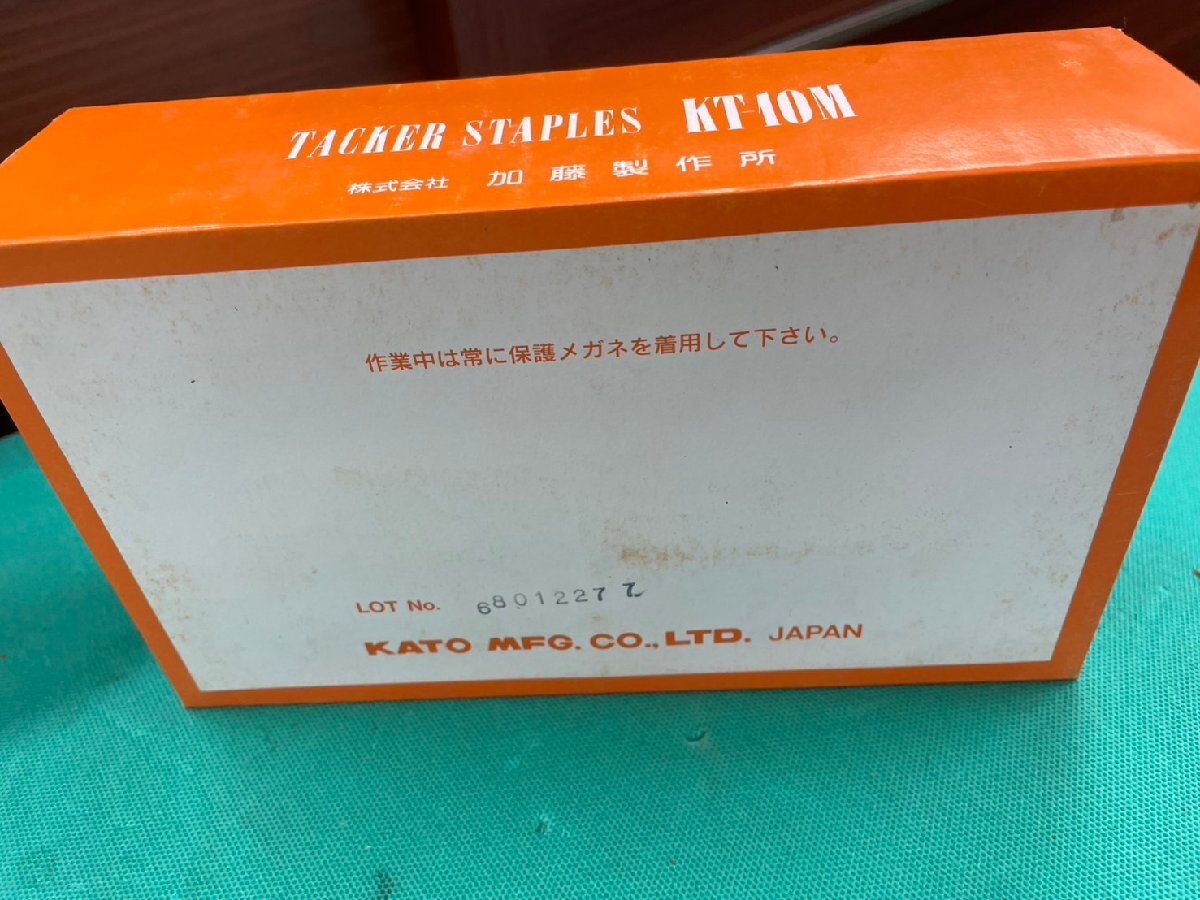 TACKER STAPLES KT-10M
株式会社 加藤製作所
作業中は常に保護メガネを着用して下さい。
LOT No. 6801227 7
KATO MFG. CO., LTD. JAPAN